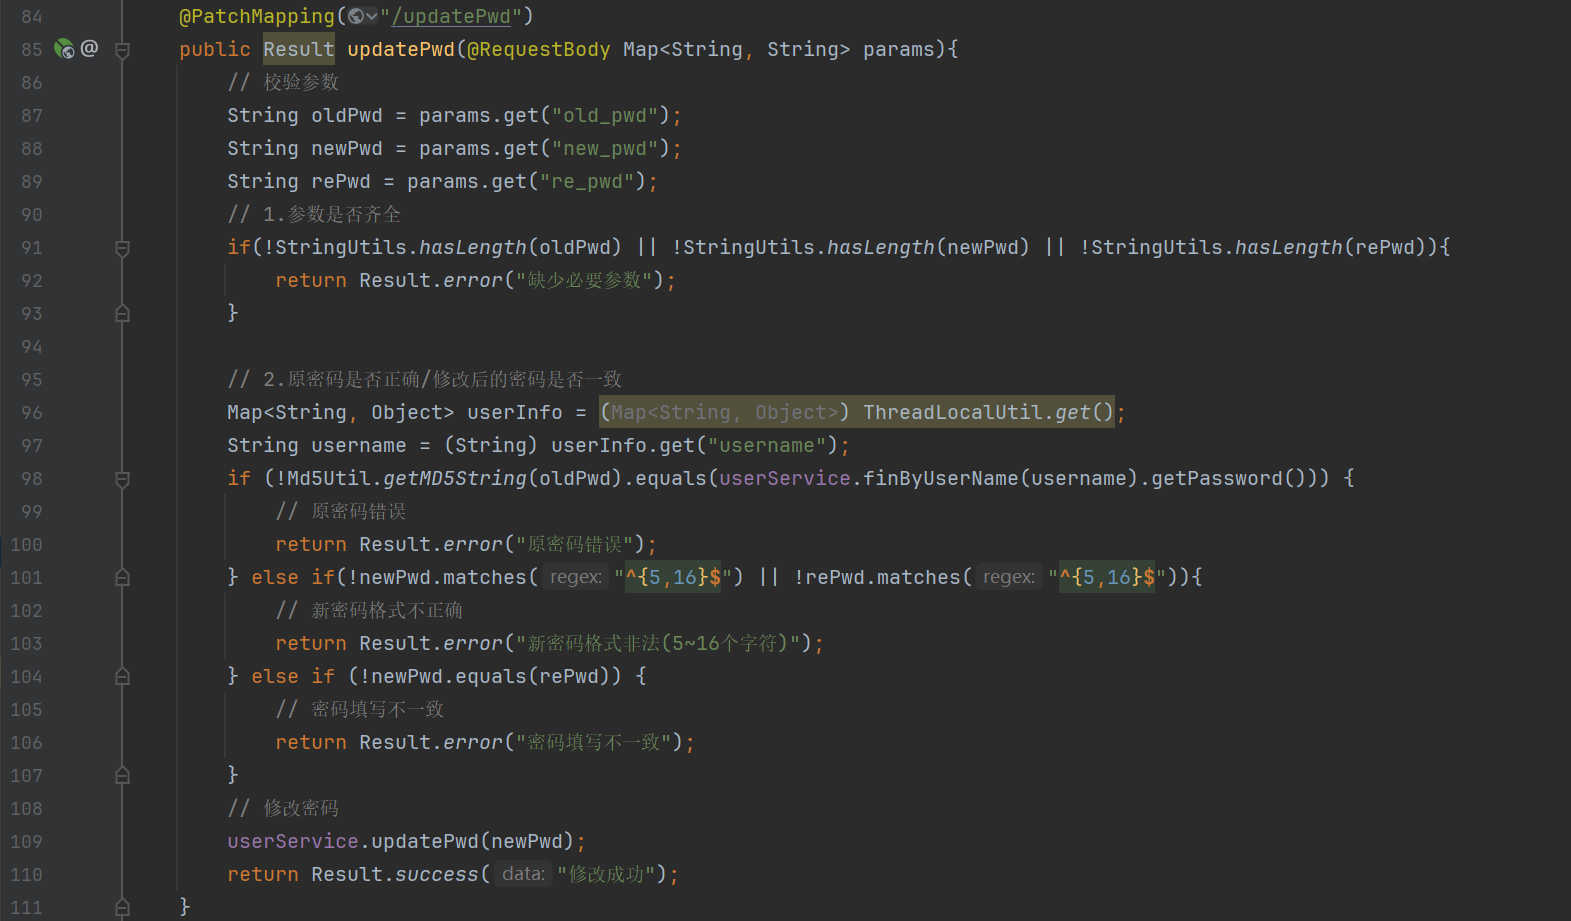 84 @PatchMapping("/updatePwd")
85 @ public Result updatePwd(@RequestBody Map<String, String> params){
86 // 校验参数
87 String oldPwd = params.get("old_pwd");
88 String newPwd = params.get("new_pwd");
89 String rePwd = params.get("re_pwd");
90 // 1.参数是否齐全
91 if(!StringUtils.hasLength(oldPwd) || !StringUtils.hasLength(newPwd) || !StringUtils.hasLength(rePwd)){
92 return Result.error("缺少必要参数");
93 }
94
95 // 2.原密码是否正确/修改后的密码是否一致
96 Map<String, Object> userInfo = (Map<String, Object>) ThreadLocalUtil.get();
97 String username = (String) userInfo.get("username");
98 if (!Md5Util.getMD5String(oldPwd).equals(userService.finByUserName(username).getPassword())) {
99 // 原密码错误
100 return Result.error("原密码错误");
101 } else if(!newPwd.matches( regex: "^{5,16}$") || !rePwd.matches( regex: "^{5,16}$")){
102 // 新密码格式不正确
103 return Result.error("新密码格式非法(5~16个字符)");
104 } else if (!newPwd.equals(rePwd)) {
105 // 密码填写不一致
106 return Result.error("密码填写不一致");
107 }
108 // 修改密码
109 userService.updatePwd(newPwd);
110 return Result.success( data: "修改成功");
111 }